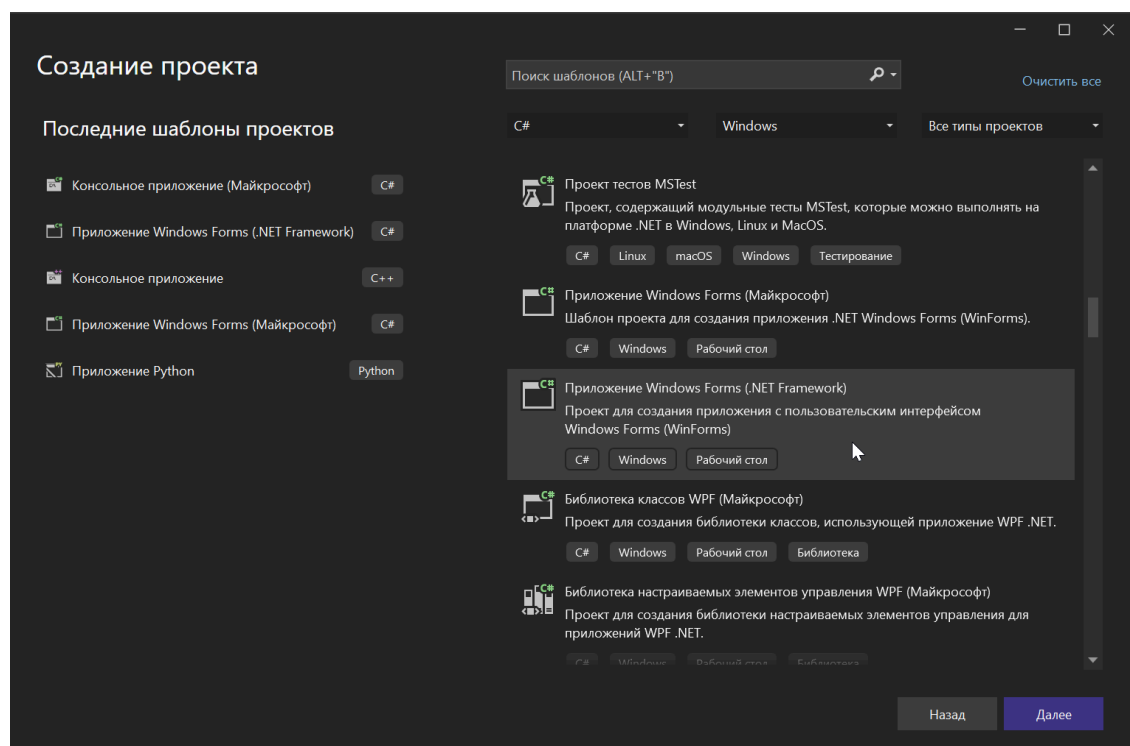 Создание проекта
Поиск шаблонов (ALT+"B")
Очистить все
Последние шаблоны проектов
C#
Windows
Все типы проектов
Консольное приложение (Майкрософт)
C#
Приложение Windows Forms (.NET Framework)
C#
Консольное приложение
C++
Приложение Windows Forms (Майкрософт)
C#
Приложение Python
Python
Проект тестов MSTest
Проект, содержащий модульные тесты MSTest, которые можно выполнять на
платформе .NET в Windows, Linux и MacOS.
C# Linux macOS Windows Тестирование
Приложение Windows Forms (Майкрософт)
Шаблон проекта для создания приложения .NET Windows Forms (WinForms).
C# Windows Рабочий стол
Приложение Windows Forms (.NET Framework)
Проект для создания приложения с пользовательским интерфейсом
Windows Forms (WinForms)
C# Windows Рабочий стол
Библиотека классов WPF (Майкрософт)
Проект для создания библиотеки классов, использующей приложение WPF .NET.
C# Windows Рабочий стол Библиотека
Библиотека настраиваемых элементов управления WPF (Майкрософт)
Проект для создания библиотеки настраиваемых элементов управления для
приложений WPF .NET.
C# Windows Рабочий стол Библиотека
Назад
Далее